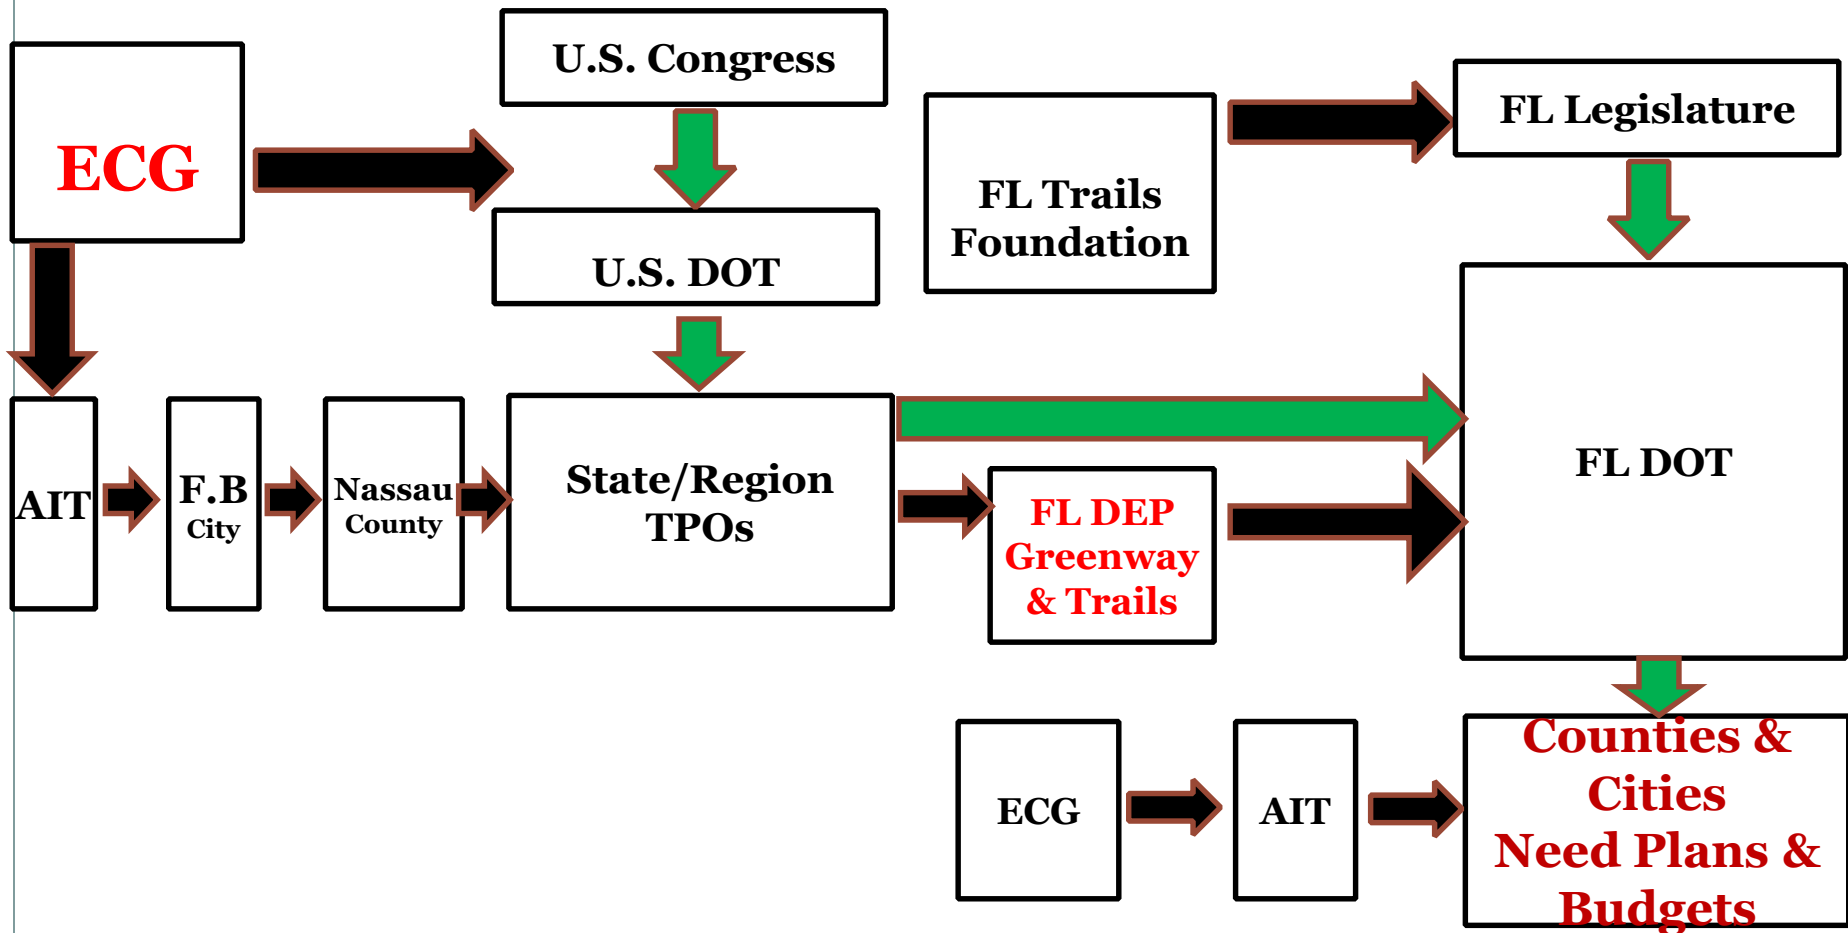 ECG
U.S. Congress
FL Trails
Foundation
FL Legislature
U.S. DOT
AIT
F.B
City
Nassau
County
State/Region
TPOs
FL DEP
Greenway
& Trails
FL DOT
ECG
AIT
Counties &
Cities
Need Plans &
Budgets